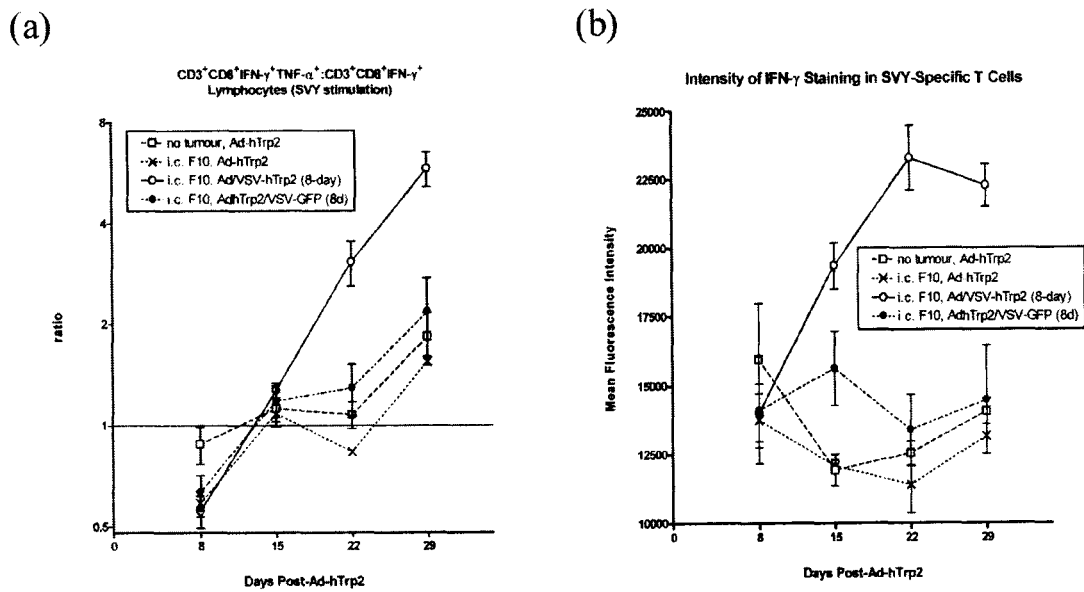 (a)
CD3⁺CD8⁺IFN-γ⁺TNF-α⁺:CD3⁺CD8⁺IFN-γ⁺
Lymphocytes (SVY stimulation)
8
4
2
1
0.5
ratio
no tumour, Ad-hTrp2
i.c. F10, Ad-hTrp2
i.c. F10, Ad/VSV-hTrp2 (8-day)
i.c. F10, AdhTrp2/VSV-GFP (8d)
0
8
15
22
29
Days Post-Ad-hTrp2
(b)
Intensity of IFN-γ Staining in SVY-Specific T Cells
25000
22500
20000
17500
15000
12500
10000
Mean Fluorescence Intensity
no tumour, Ad-hTrp2
i.c. F10, Ad-hTrp2
i.c. F10, Ad/VSV-hTrp2 (8-day)
i.c. F10, AdhTrp2/VSV-GFP (8d)
0
8
15
22
29
Days Post-Ad-hTrp2